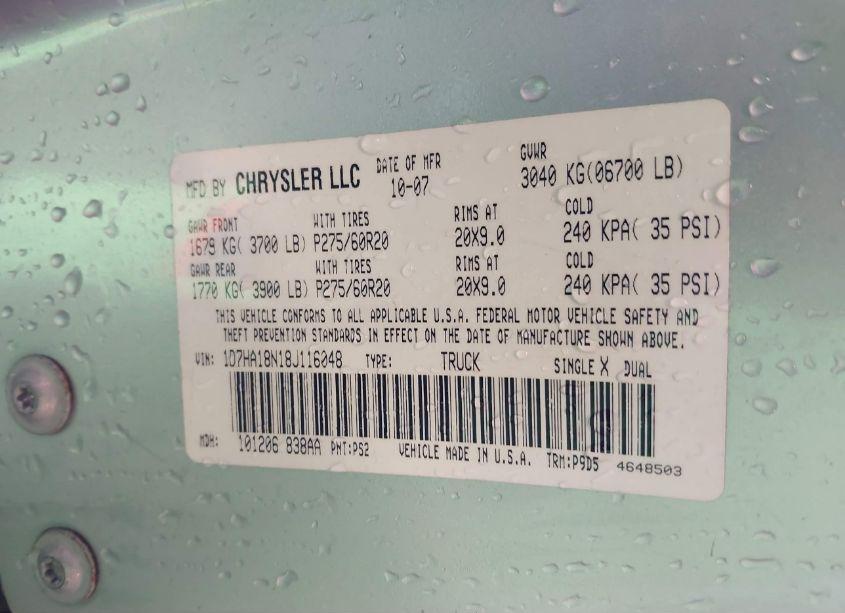 MFD BY CHRYSLER LLC DATE OF MFR 10-07 GVWR 3040 KG(06700 LB)
GAWR FRONT WITH TIRES RIMS AT COLD
1679 KG( 3700 LB) P275/60R20 20X9.0 240 KPA( 35 PSI)
GAWR REAR WITH TIRES RIMS AT COLD
1770 KG( 3900 LB) P275/60R20 20X9.0 240 KPA( 35 PSI)
THIS VEHICLE CONFORMS TO ALL APPLICABLE U.S.A. FEDERAL MOTOR VEHICLE SAFETY AND
THEFT PREVENTION STANDARDS IN EFFECT ON THE DATE OF MANUFACTURE SHOWN ABOVE.
VIN: 1D7HA18N18J116048 TYPE: TRUCK SINGLE X DUAL
MDH: 101206 838AA PNT:PS2 VEHICLE MADE IN U.S.A. TRM:P9D5 4648503